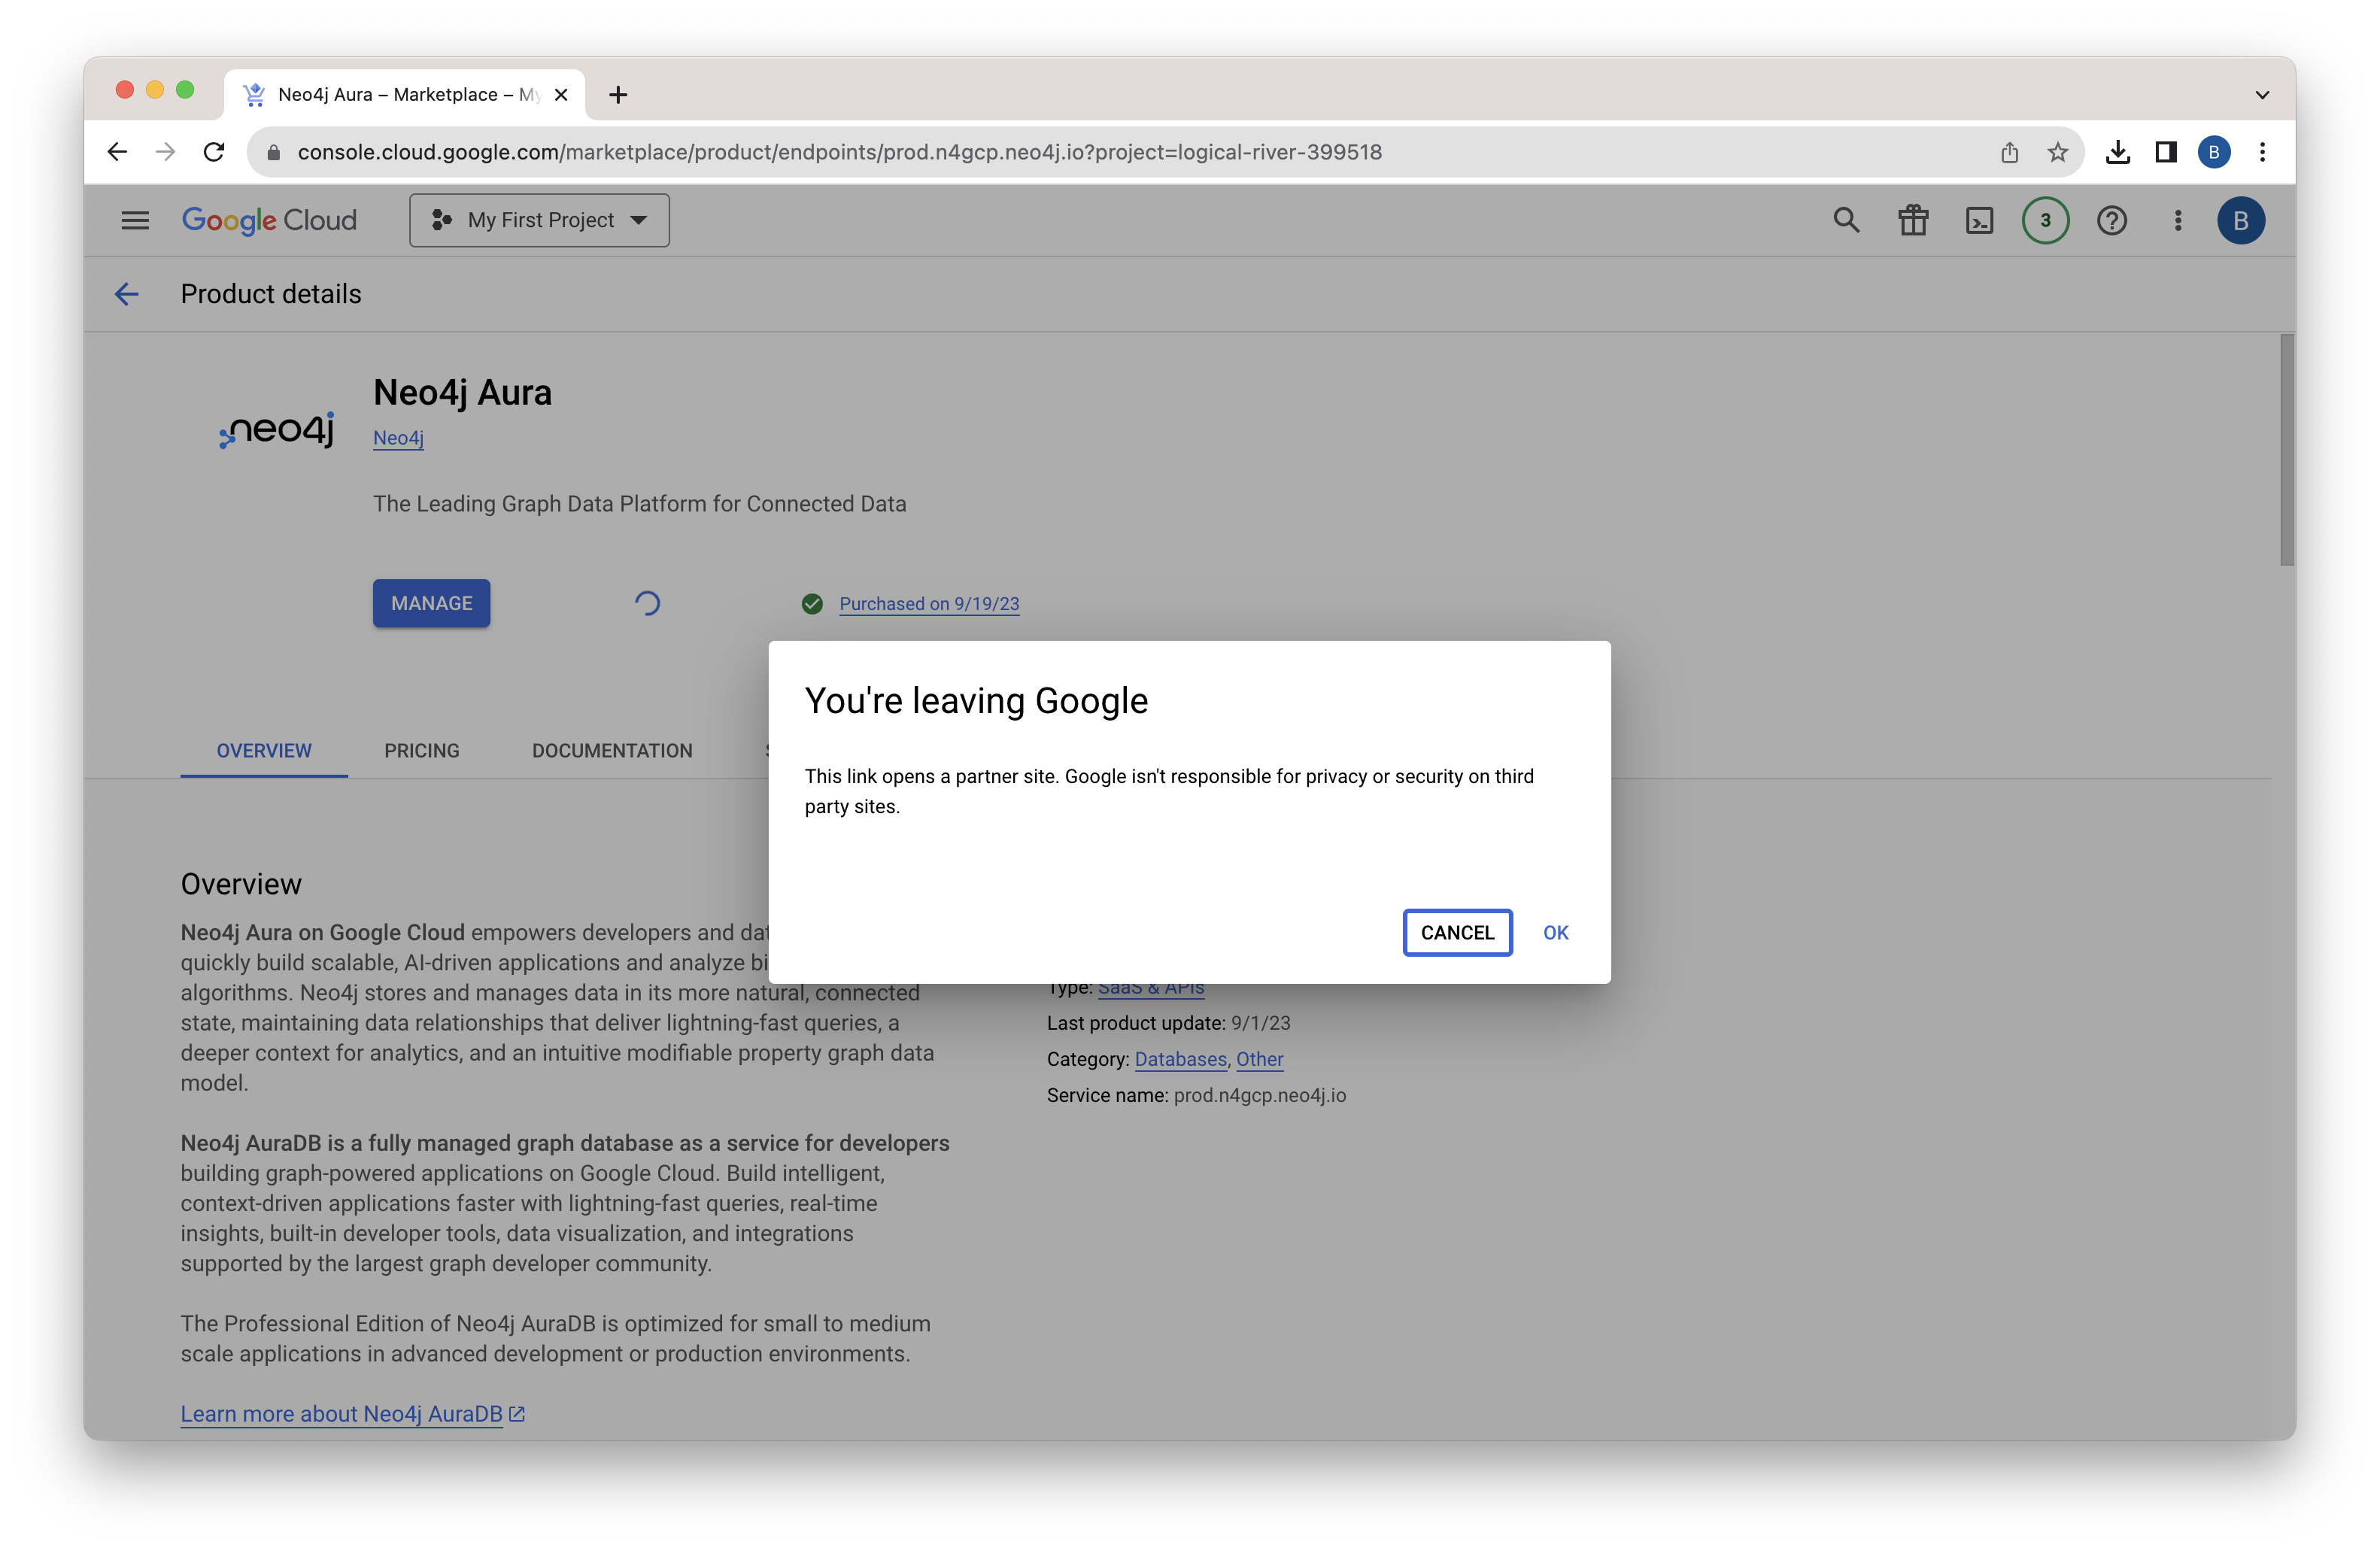 Neo4j Aura – Marketplace – My
console.cloud.google.com/marketplace/product/endpoints/prod.n4gcp.neo4j.io?project=logical-river-399518
B
Google Cloud
My First Project
3
B
Product details
neo4j
Neo4j Aura
Neo4j
The Leading Graph Data Platform for Connected Data
MANAGE
Purchased on 9/19/23
OVERVIEW
PRICING
DOCUMENTATION
You're leaving Google
This link opens a partner site. Google isn't responsible for privacy or security on third
party sites.
CANCEL
OK
Overview
Neo4j Aura on Google Cloud empowers developers and
quickly build scalable, AI-driven applications and analyze
algorithms. Neo4j stores and manages data in its more natural, connected
state, maintaining data relationships that deliver lightning-fast queries, a
deeper context for analytics, and an intuitive modifiable property graph data
model.
Neo4j AuraDB is a fully managed graph database as a service for developers
building graph-powered applications on Google Cloud. Build intelligent,
context-driven applications faster with lightning-fast queries, real-time
insights, built-in developer tools, data visualization, and integrations
supported by the largest graph developer community.
The Professional Edition of Neo4j AuraDB is optimized for small to medium
scale applications in advanced development or production environments.
Learn more about Neo4j AuraDB
Type: SaaS & APIs
Last product update: 9/1/23
Category: Databases, Other
Service name: prod.n4gcp.neo4j.io